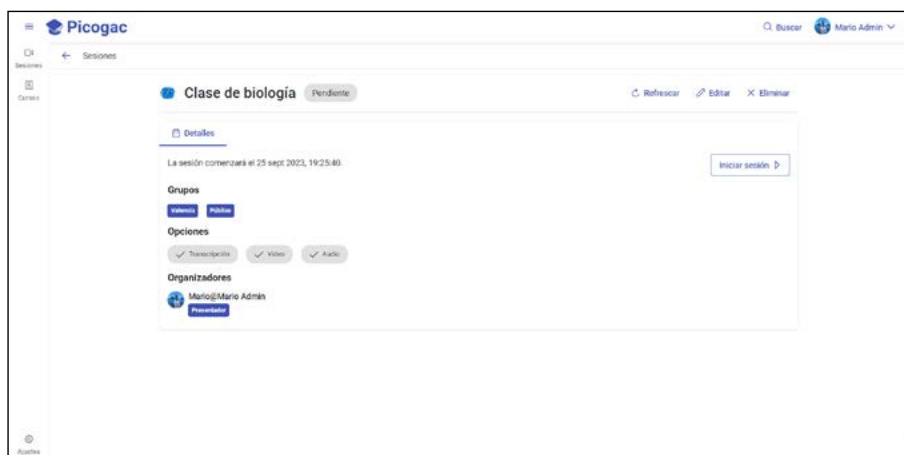 Picogac
Buscar
Mario Admin
Sesiones
Sesiones
Cursos
Clase de biología
Pendiente
Refrescar
Editar
Eliminar
Detalles
La sesión comenzará el 25 sept 2023, 19:25:40.
Iniciar sesión
Grupos
Valencia
Público
Opciones
Transcripción
Video
Audio
Organizadores
Mario@Mario Admin
Presentador
Ajustes